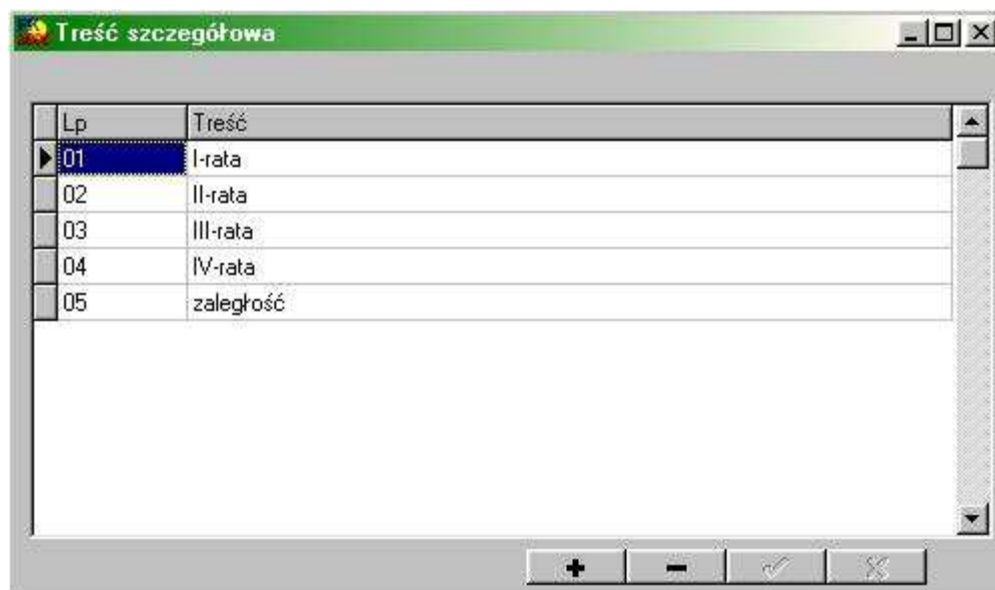 Treść szczegółowa
Lp Treść
01 I-rata
02 II-rata
03 III-rata
04 IV-rata
05 zaległość